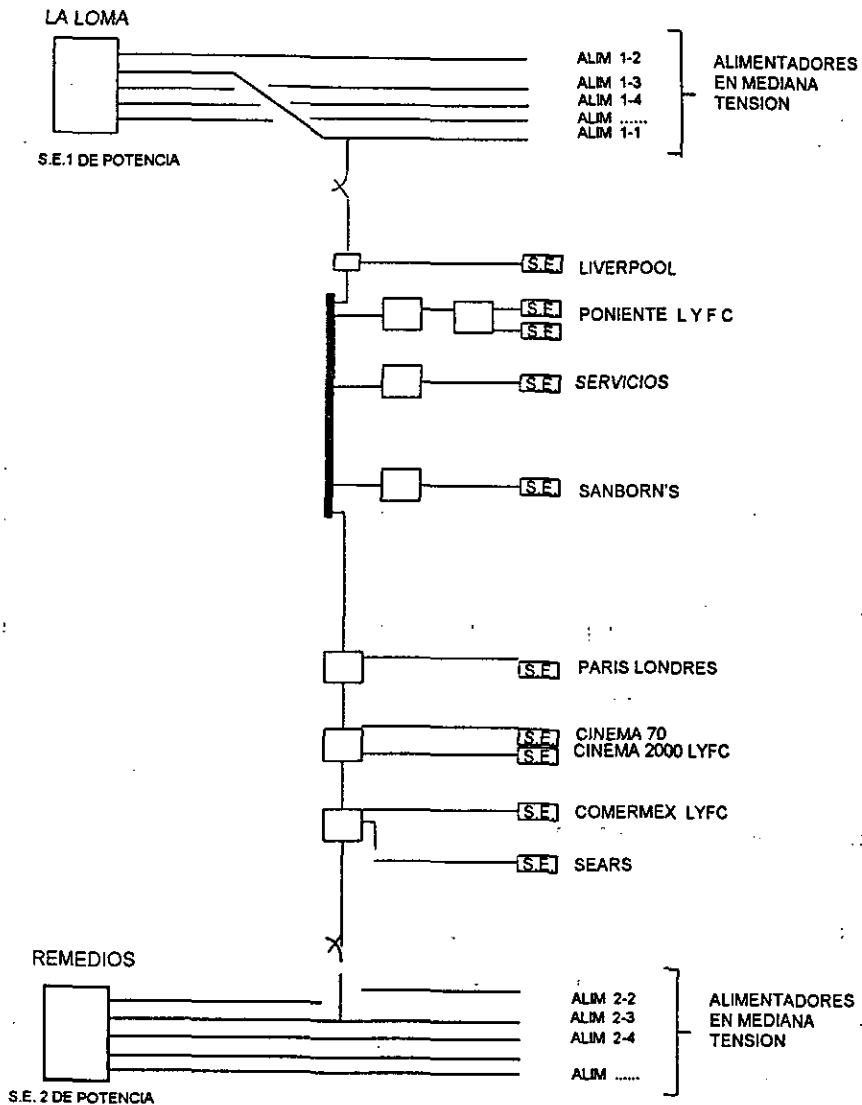 LA LOMA
ALIM 1-2
ALIM 1-3
ALIM 1-4
ALIM ......
ALIM 1-1
ALIMENTADORES
EN MEDIANA
TENSION
S.E.1 DE POTENCIA
S.E. LIVERPOOL
S.E.
PONIENTE L Y F C
S.E.
S.E. SERVICIOS
S.E. SANBORN'S
S.E. PARIS LONDRES
S.E. CINEMA 70
S.E. CINEMA 2000 LYFC
S.E. COMERMEX LYFC
S.E. SEARS
REMEDIOS
ALIM 2-2
ALIM 2-3
ALIM 2-4
ALIM ......
ALIMENTADORES
EN MEDIANA
TENSION
S.E. 2 DE POTENCIA